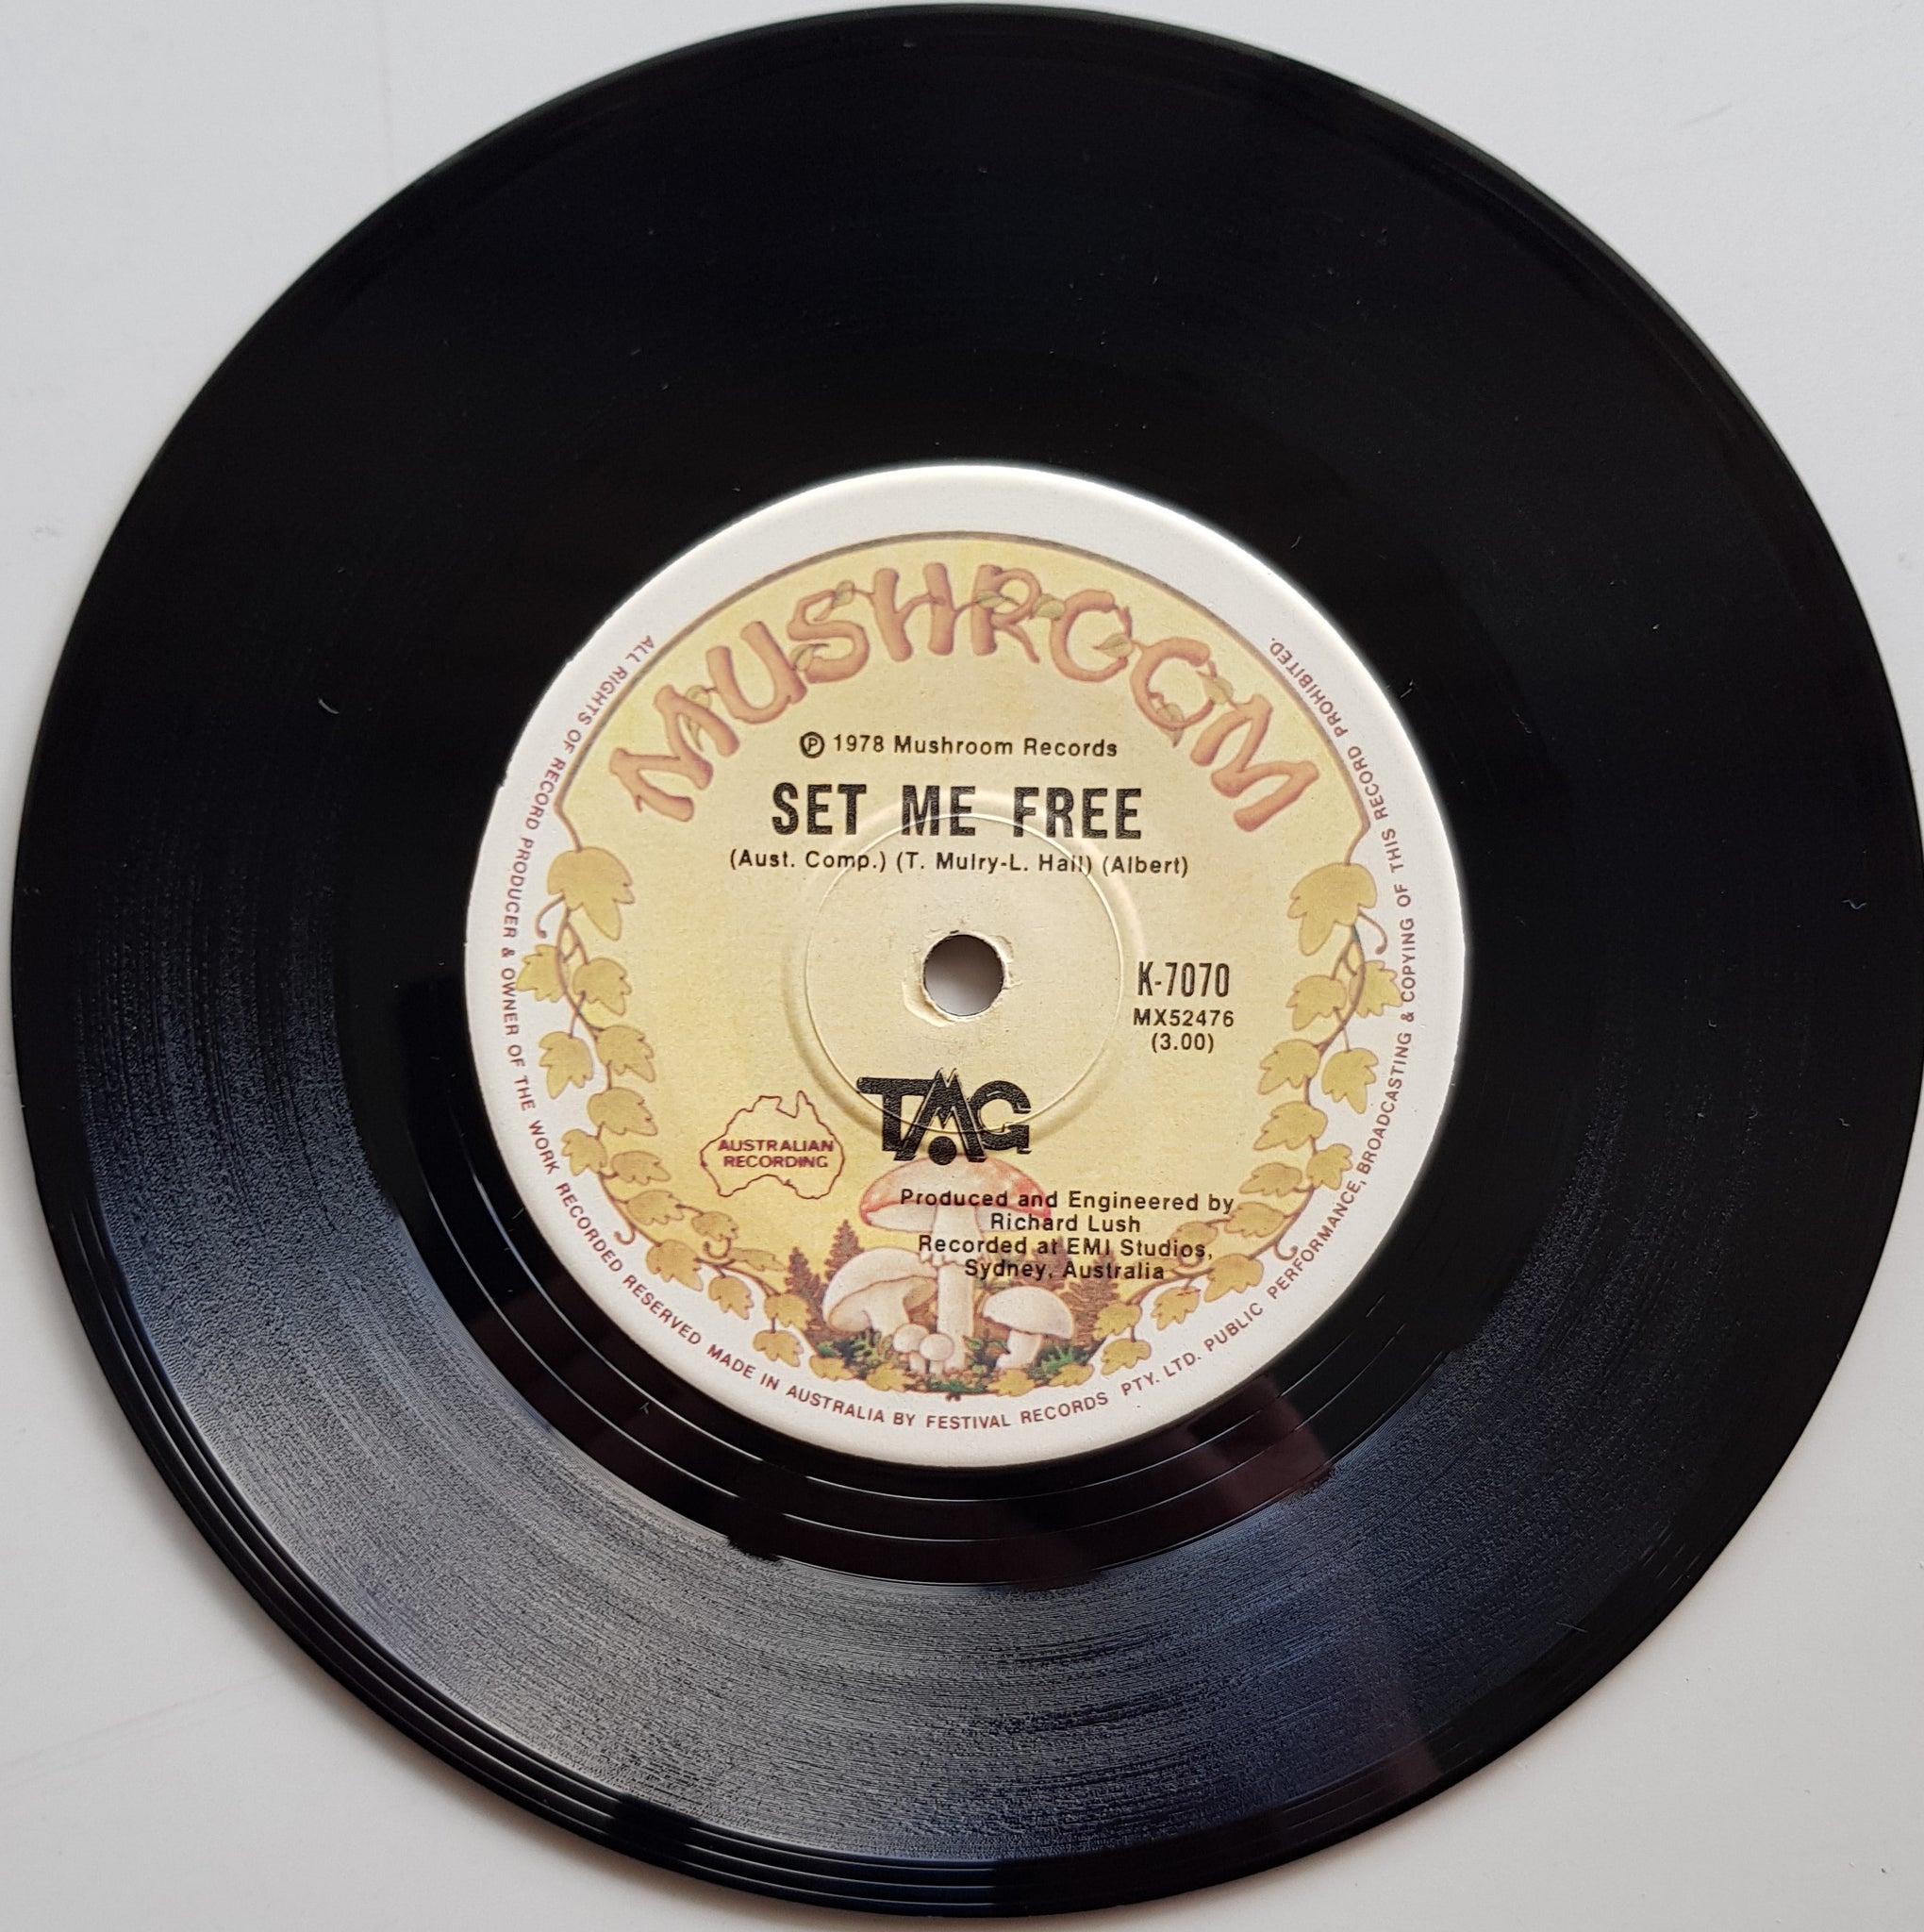 MUSHROOM
℗ 1978 Mushroom Records
SET ME FREE
(Aust. Comp.) (T. Mulry-L. Hall) (Albert)
K-7070
MX52476
(3.00)
TMG
AUSTRALIAN
RECORDING
Produced and Engineered by
Richard Lush
Recorded at EMI Studios,
Sydney, Australia
ALL RIGHTS OF RECORD PRODUCER & OWNER OF THE WORK RECORDED RESERVED MADE IN AUSTRALIA BY FESTIVAL RECORDS PTY. LTD. PUBLIC PERFORMANCE, BROADCASTING & COPYING OF THIS RECORD PROHIBITED.